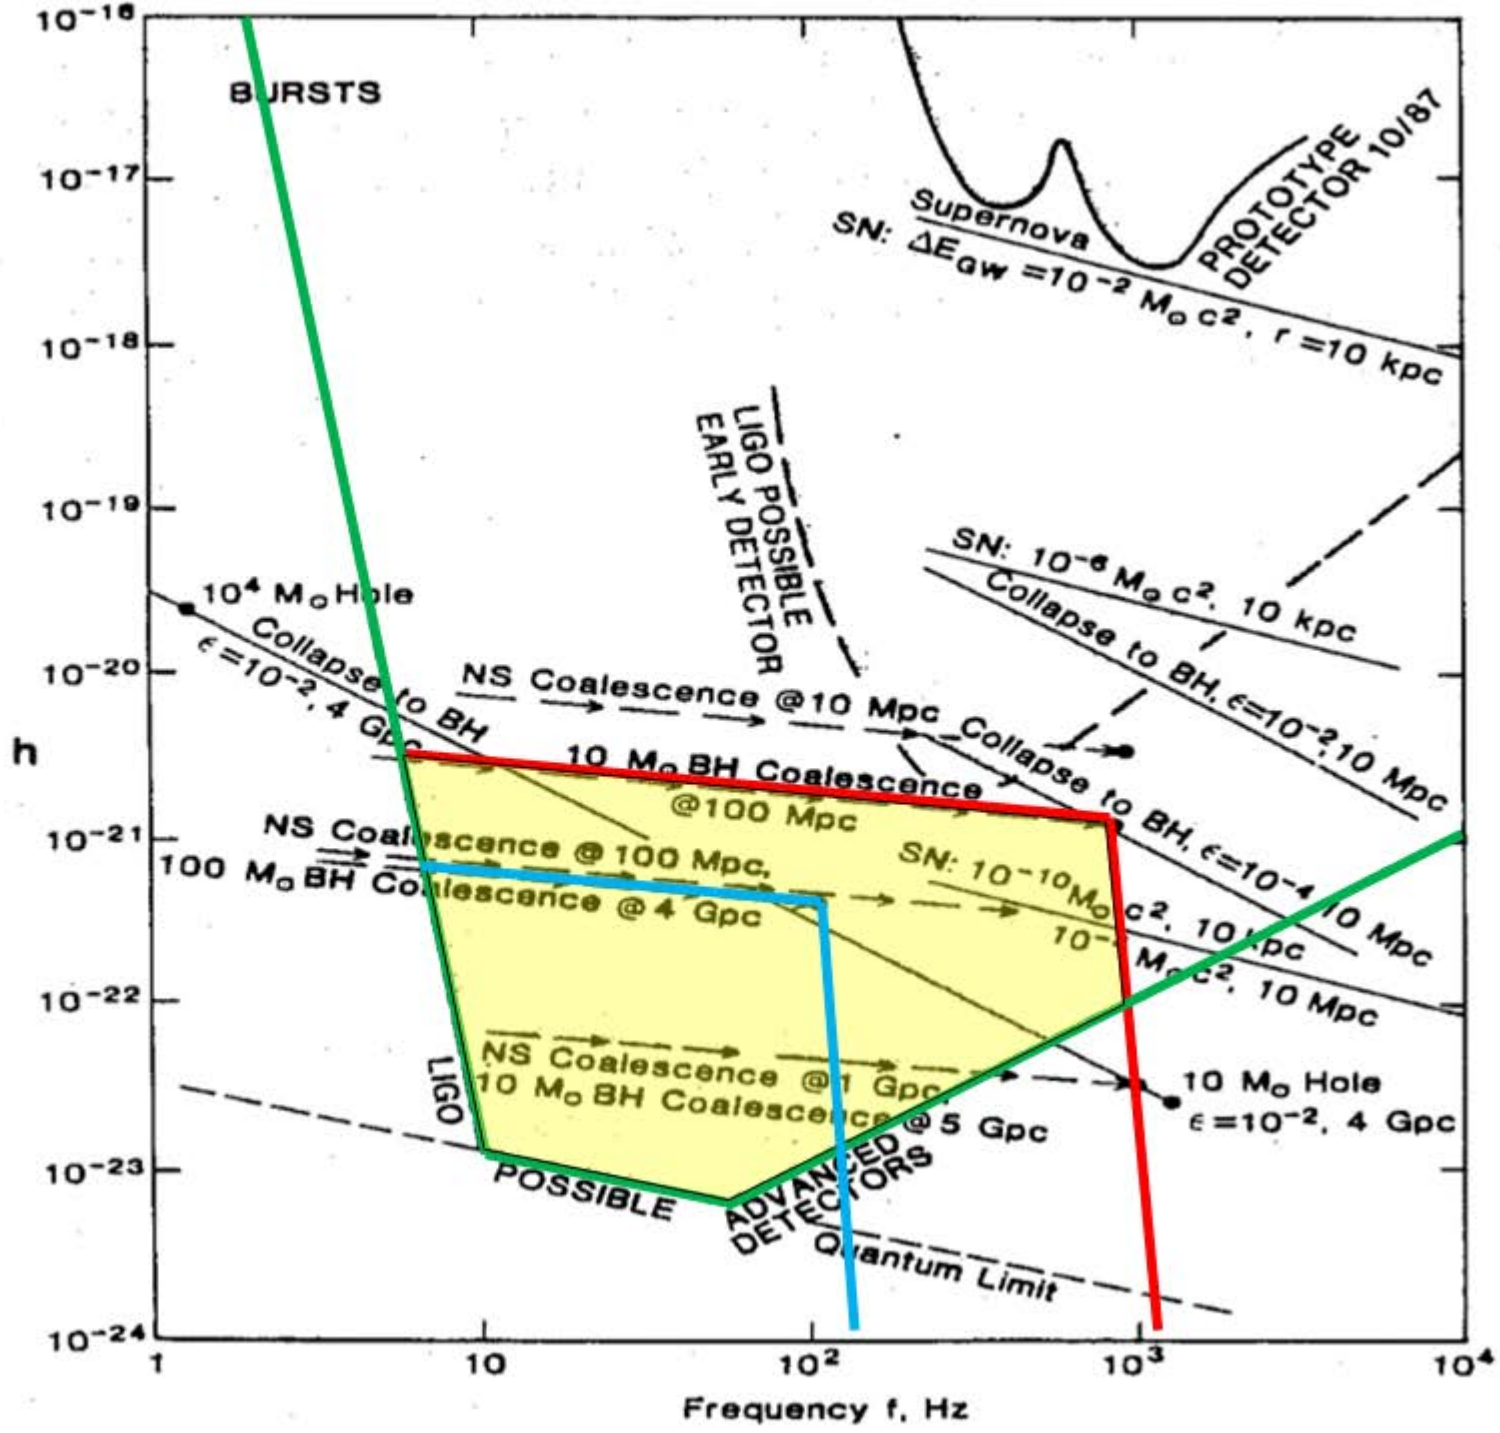 10⁻¹⁶
BURSTS
10⁻¹⁷
PROTOTYPE
DETECTOR 10/87
Supernova
SN: ΔE_GW =10⁻² M⊙ c², r =10 kpc
10⁻¹⁸
LIGO POSSIBLE
EARLY DETECTOR
10⁻¹⁹
SN: 10⁻⁶ M⊙ c², 10 kpc
Collapse to BH, ϵ=10⁻², 10 Mpc
10⁴ M⊙ Hole
Collapse to BH
ϵ=10⁻², 4 Gpc
10⁻²⁰
NS Coalescence @10 Mpc
Collapse to BH, ϵ=10⁻⁴ 10 Mpc
h
10 M⊙ BH Coalescence
@100 Mpc
10⁻²¹
NS Coalescence @ 100 Mpc,
100 M⊙ BH Coalescence @ 4 Gpc
SN: 10⁻¹⁰ M⊙ c², 10 kpc
M⊙ c², 10 Mpc
10⁻²²
NS Coalescence @ 1 Gpc,
10 M⊙ BH Coalescence @ 5 Gpc
10 M⊙ Hole
ϵ=10⁻², 4 Gpc
LIGO
10⁻²³
POSSIBLE
ADVANCED
DETECTORS
Quantum Limit
10⁻²⁴
1 10 10² 10³ 10⁴
Frequency f, Hz